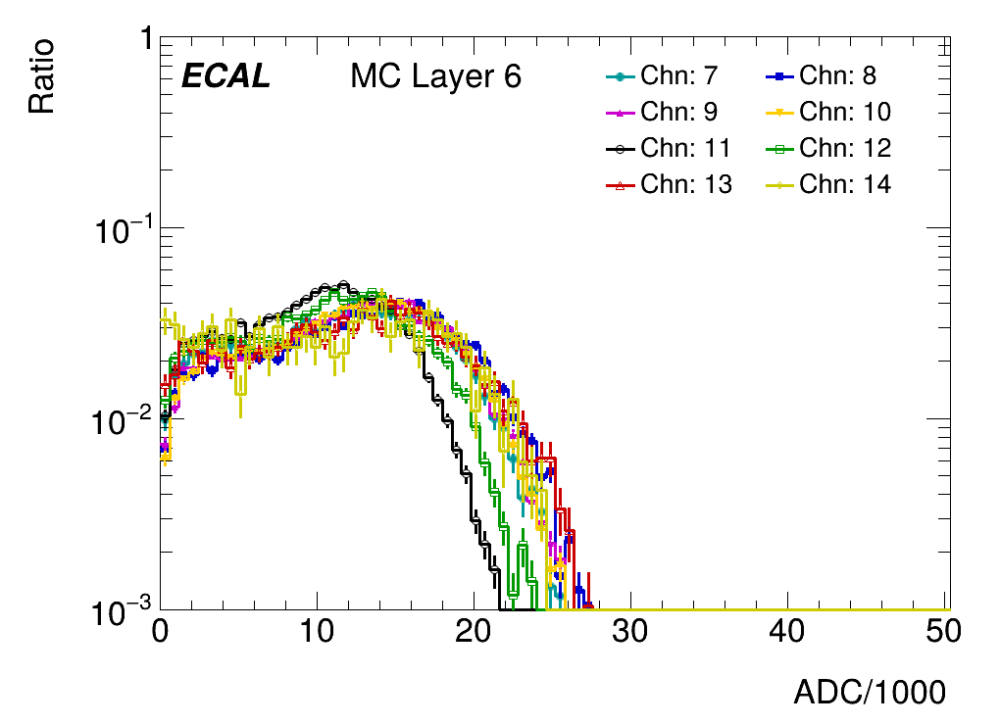 Ratio
ECAL MC Layer 6
Chn: 7 Chn: 8
Chn: 9 Chn: 10
Chn: 11 Chn: 12
Chn: 13 Chn: 14
1
10⁻¹
10⁻²
10⁻³
0 10 20 30 40 50
ADC/1000